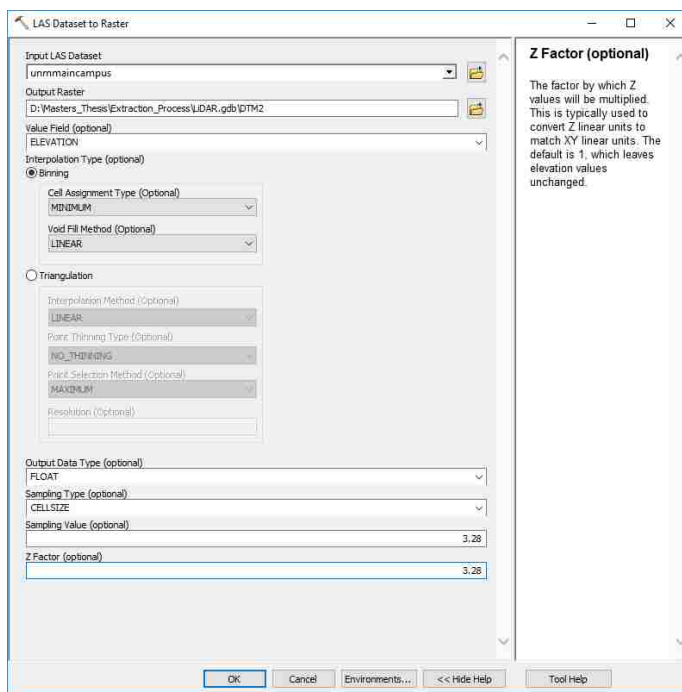 LAS Dataset to Raster
Input LAS Dataset
unmmaincampus
Output Raster
D:\Masters_Thesis\Extraction_Process\LiDAR.gdb\DTM2
Value Field (optional)
ELEVATION
Interpolation Type (optional)
Binning
Cell Assignment Type (Optional)
MINIMUM
Void Fill Method (Optional)
LINEAR
Triangulation
Interpolation Method (Optional)
LINEAR
Point Thinning Type (Optional)
NO_THINNING
Point Selection Method (Optional)
MAXIMUM
Resolution (Optional)
Output Data Type (optional)
FLOAT
Sampling Type (optional)
CELLSIZE
Sampling Value (optional)
3.28
Z Factor (optional)
3.28
OK
Cancel
Environments...
<< Hide Help
Z Factor (optional)
The factor by which Z
values will be multiplied.
This is typically used to
convert Z linear units to
match XY linear units. The
default is 1, which leaves
elevation values
unchanged.
Tool Help